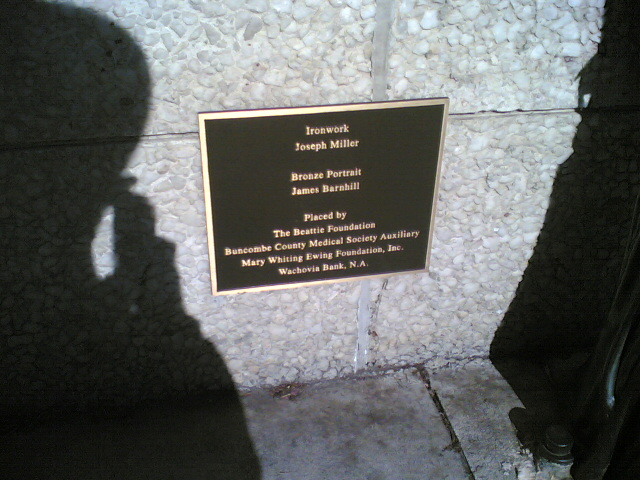 Ironwork
Joseph Miller
Bronze Portrait
James Barnhill
Placed by
The Beattie Foundation
Buncombe County Medical Society Auxiliary
Mary Whiting Ewing Foundation, Inc.
Wachovia Bank, N.A.